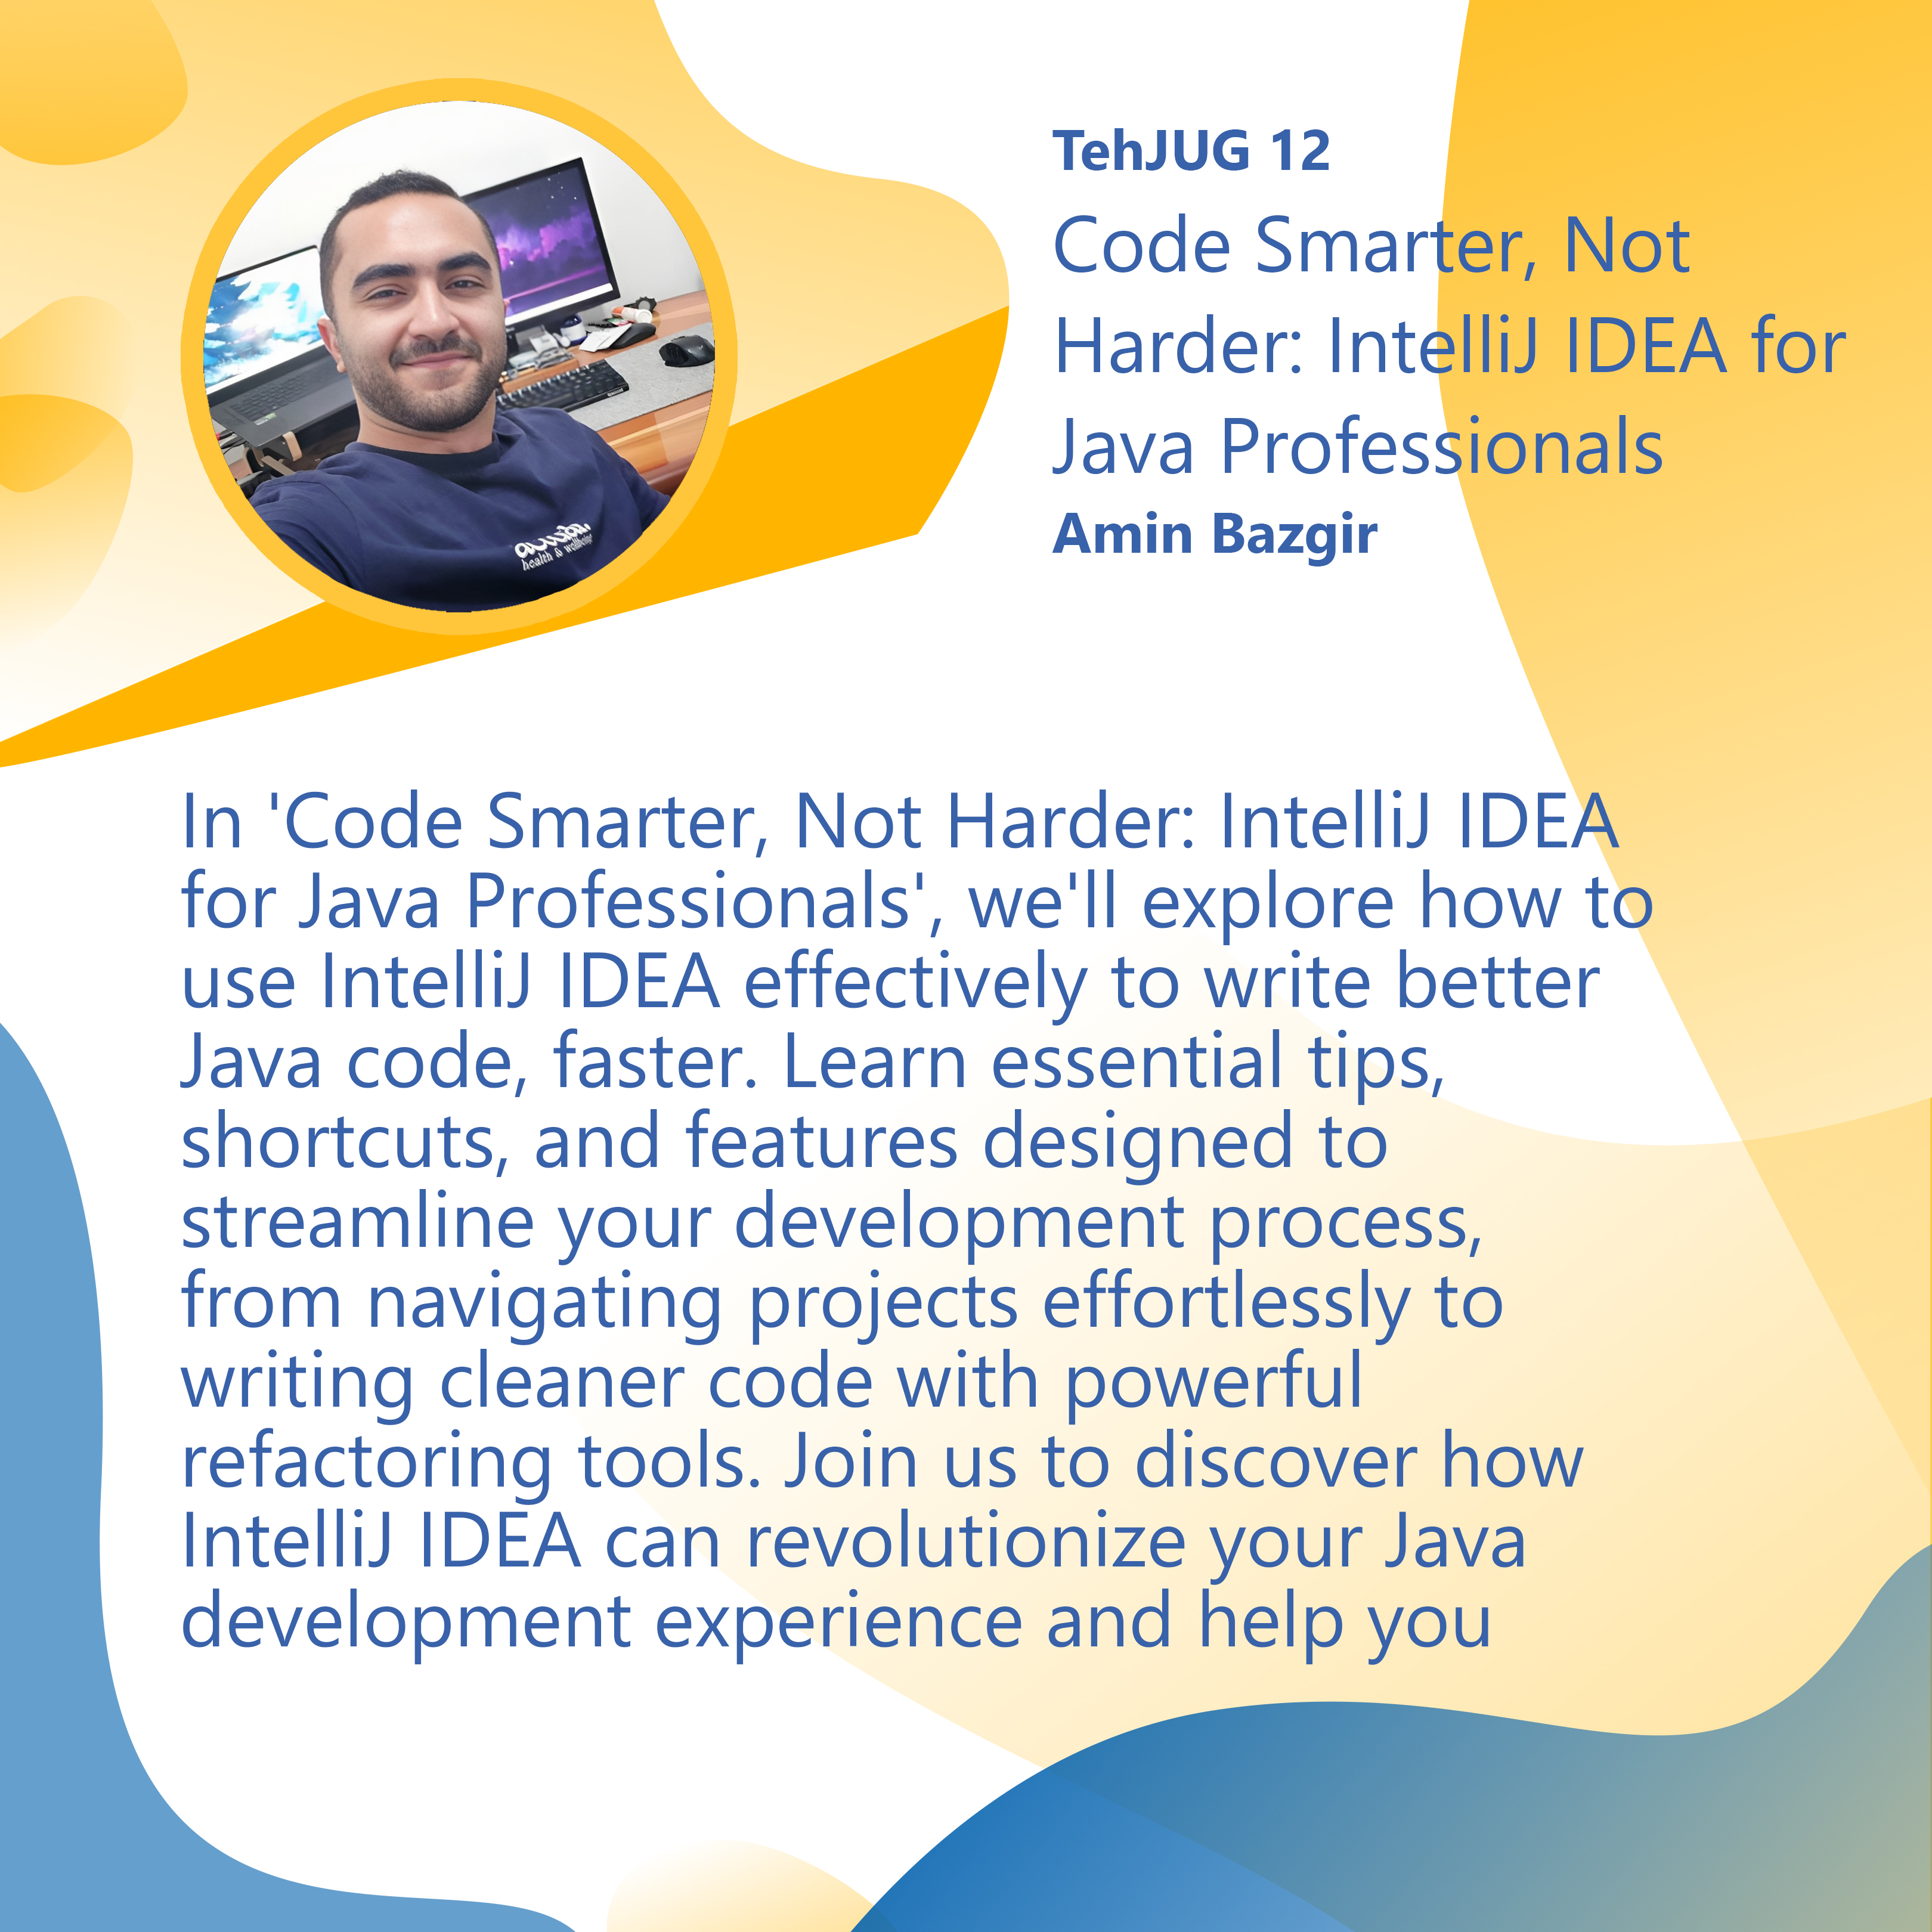 TehJUG 12
Code Smarter, Not
Harder: IntelliJ IDEA for
Java Professionals
Amin Bazgir
health & wellbeing
In 'Code Smarter, Not Harder: IntelliJ IDEA
for Java Professionals', we'll explore how to
use IntelliJ IDEA effectively to write better
Java code, faster. Learn essential tips,
shortcuts, and features designed to
streamline your development process,
from navigating projects effortlessly to
writing cleaner code with powerful
refactoring tools. Join us to discover how
IntelliJ IDEA can revolutionize your Java
development experience and help you